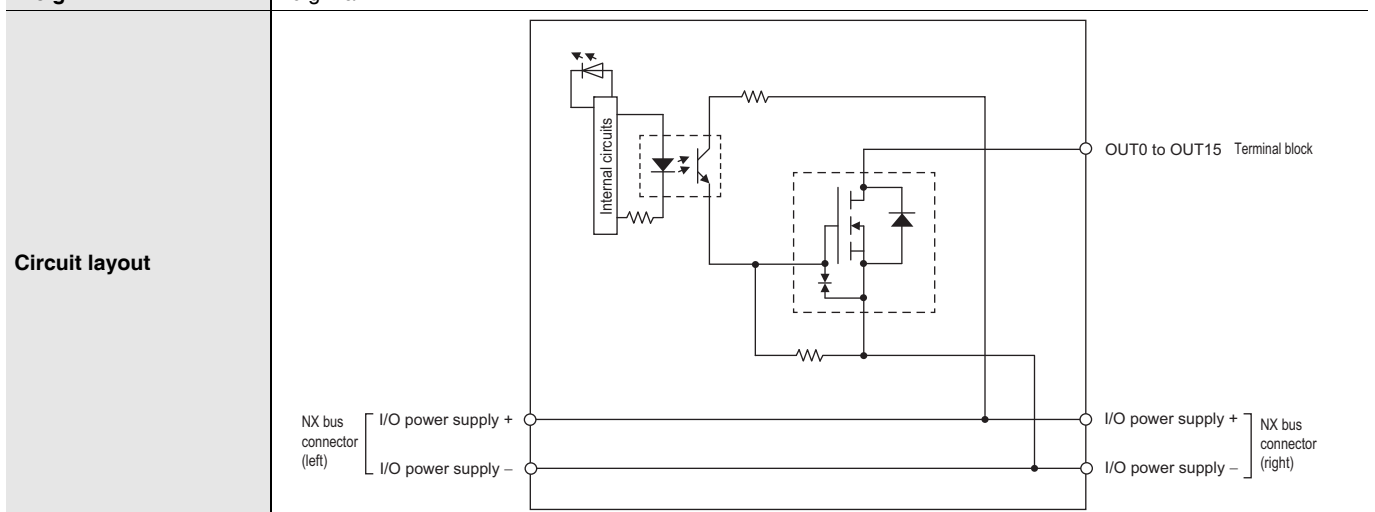 Circuit layout
Internal circuits
OUT0 to OUT15 Terminal block
NX bus
connector
(left)
I/O power supply +
I/O power supply –
I/O power supply +
I/O power supply –
NX bus
connector
(right)